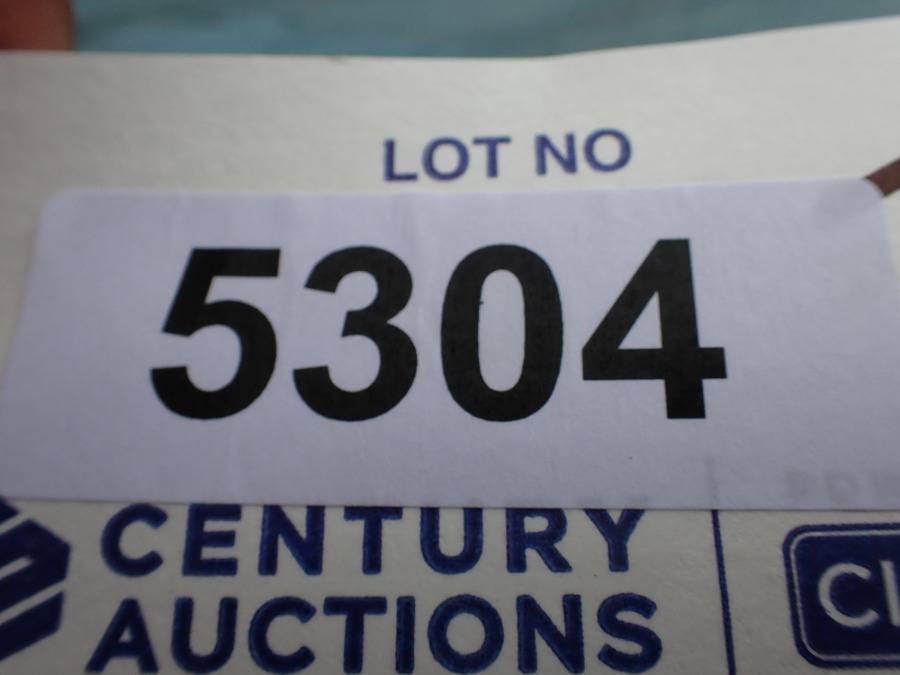 LOT NO
5304
CENTURY
AUCTIONS